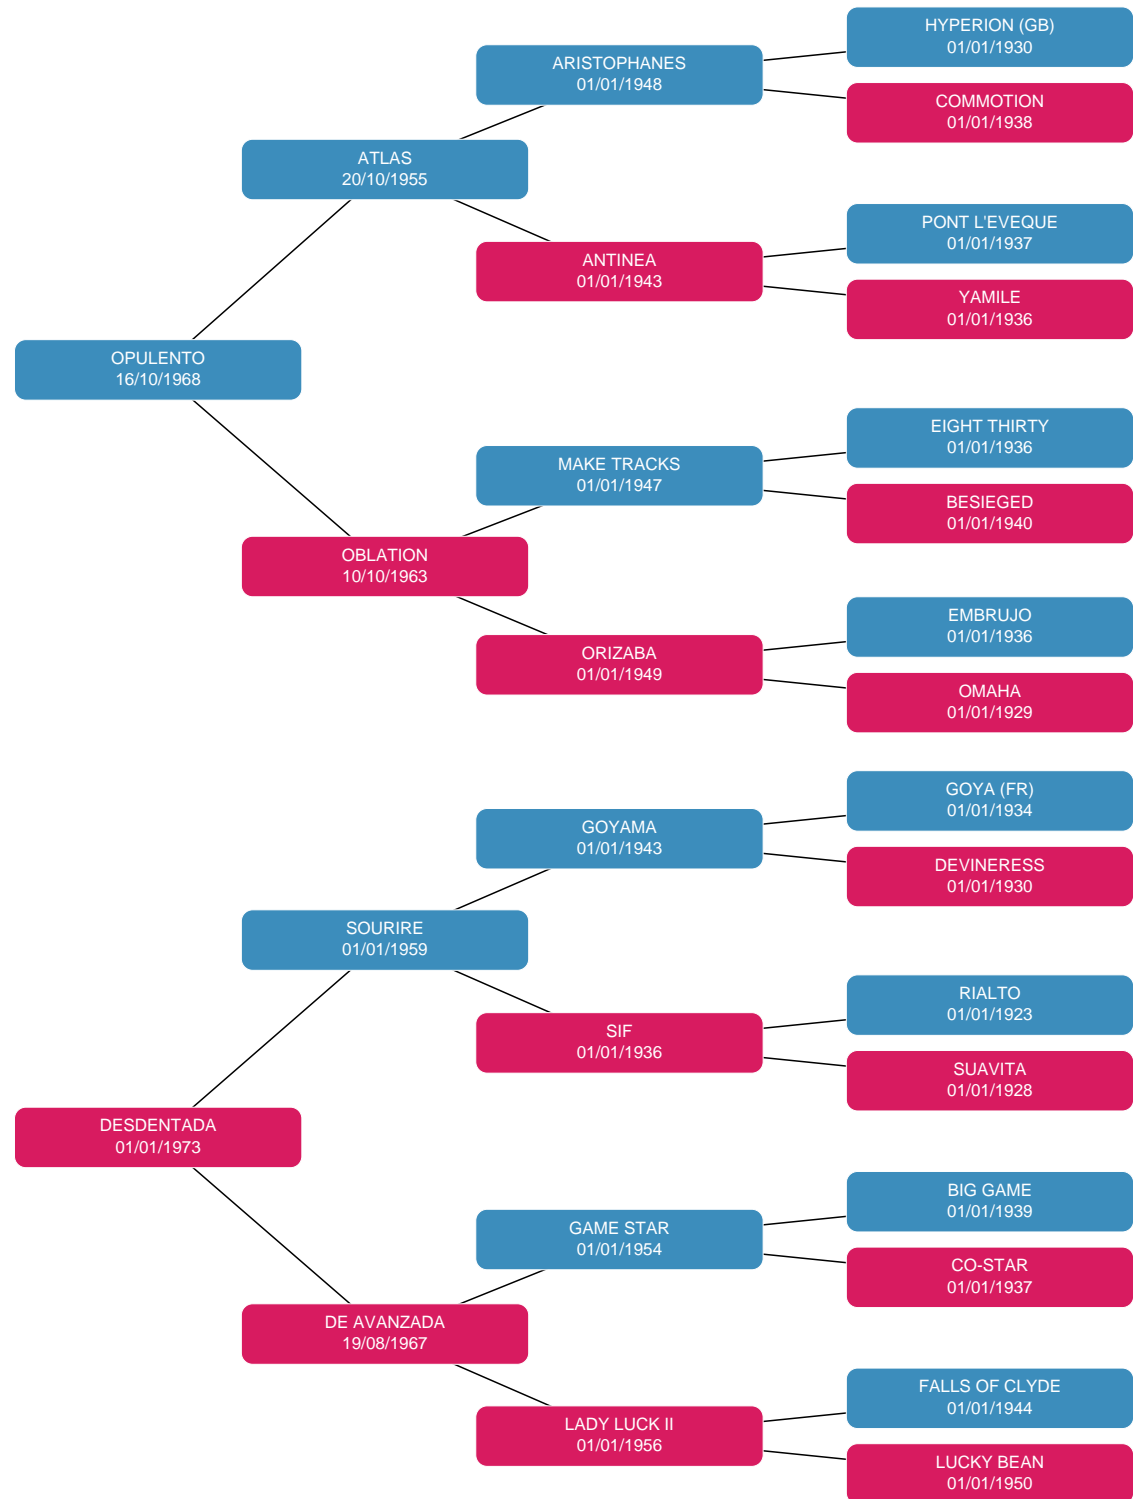 HYPERION (GB)
01/01/1930
ARISTOPHANES
01/01/1948
COMMOTION
01/01/1938
ATLAS
20/10/1955
PONT L'EVEQUE
01/01/1937
ANTINEA
01/01/1943
YAMILE
01/01/1936
OPULENTO
16/10/1968
EIGHT THIRTY
01/01/1936
MAKE TRACKS
01/01/1947
BESIEGED
01/01/1940
OBLATION
10/10/1963
EMBRUJO
01/01/1936
ORIZABA
01/01/1949
OMAHA
01/01/1929
GOYA (FR)
01/01/1934
GOYAMA
01/01/1943
DEVINERESS
01/01/1930
SOURIRE
01/01/1959
RIALTO
01/01/1923
SIF
01/01/1936
SUAVITA
01/01/1928
DESDENTADA
01/01/1973
BIG GAME
01/01/1939
GAME STAR
01/01/1954
CO-STAR
01/01/1937
DE AVANZADA
19/08/1967
FALLS OF CLYDE
01/01/1944
LADY LUCK II
01/01/1956
LUCKY BEAN
01/01/1950